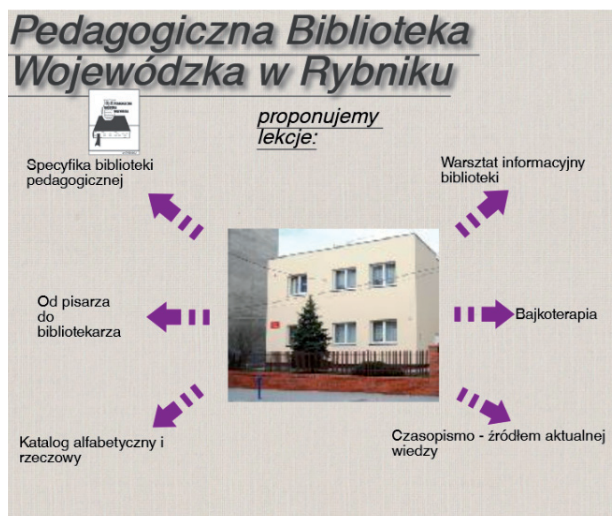 Pedagogiczna Biblioteka
Wojewódzka w Rybniku
proponujemy
lekcje:
Specyfika biblioteki
pedagogicznej
Warsztat informacyjny
biblioteki
Od pisarza
do
bibliotekarza
Bajkoterapia
Katalog alfabetyczny i
rzeczowy
Czasopismo - źródłem aktualnej
wiedzy